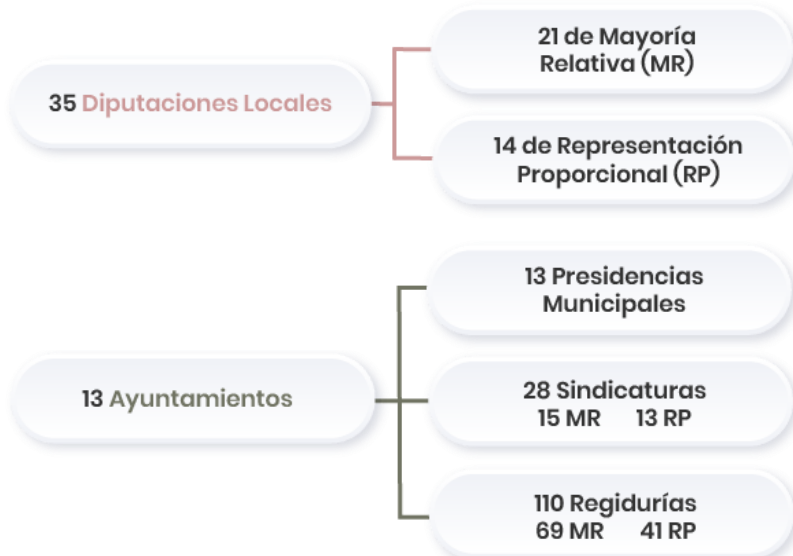 35 Diputaciones Locales
21 de Mayoría
Relativa (MR)
14 de Representación
Proporcional (RP)
13 Ayuntamientos
13 Presidencias
Municipales
28 Sindicaturas
15 MR 13 RP
110 Regidurías
69 MR 41 RP